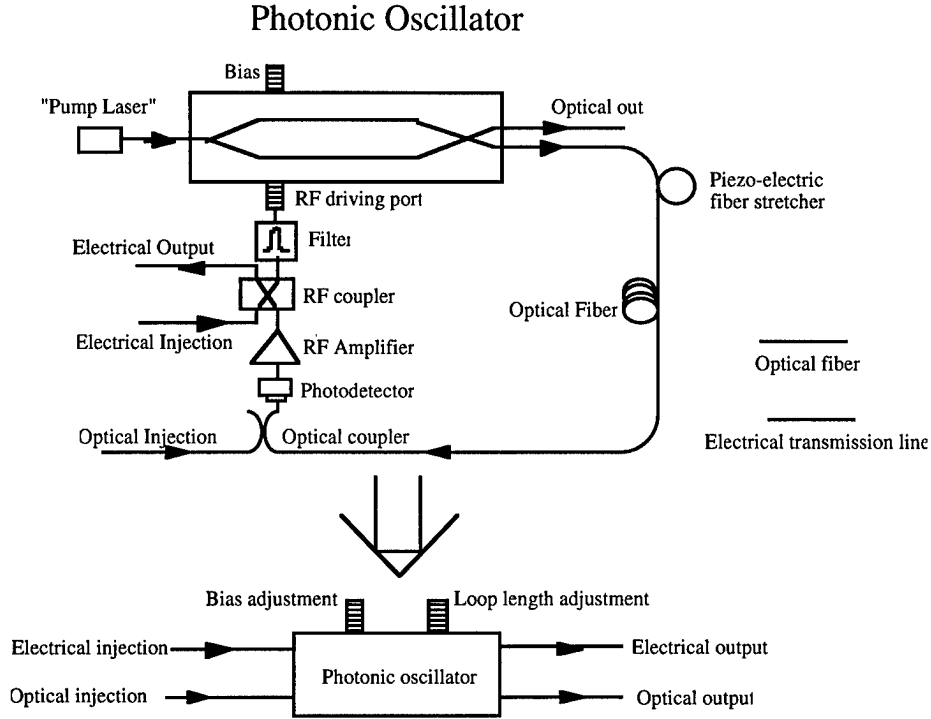 Photonic Oscillator
Bias
"Pump Laser"
Optical out
RF driving port
Piezo-electric
fiber stretcher
Filter
Electrical Output
RF coupler
Optical Fiber
Electrical Injection
RF Amplifier
Optical fiber
Photodetector
Optical Injection
Optical coupler
Electrical transmission line
Bias adjustment
Loop length adjustment
Electrical injection
Electrical output
Photonic oscillator
Optical injection
Optical output